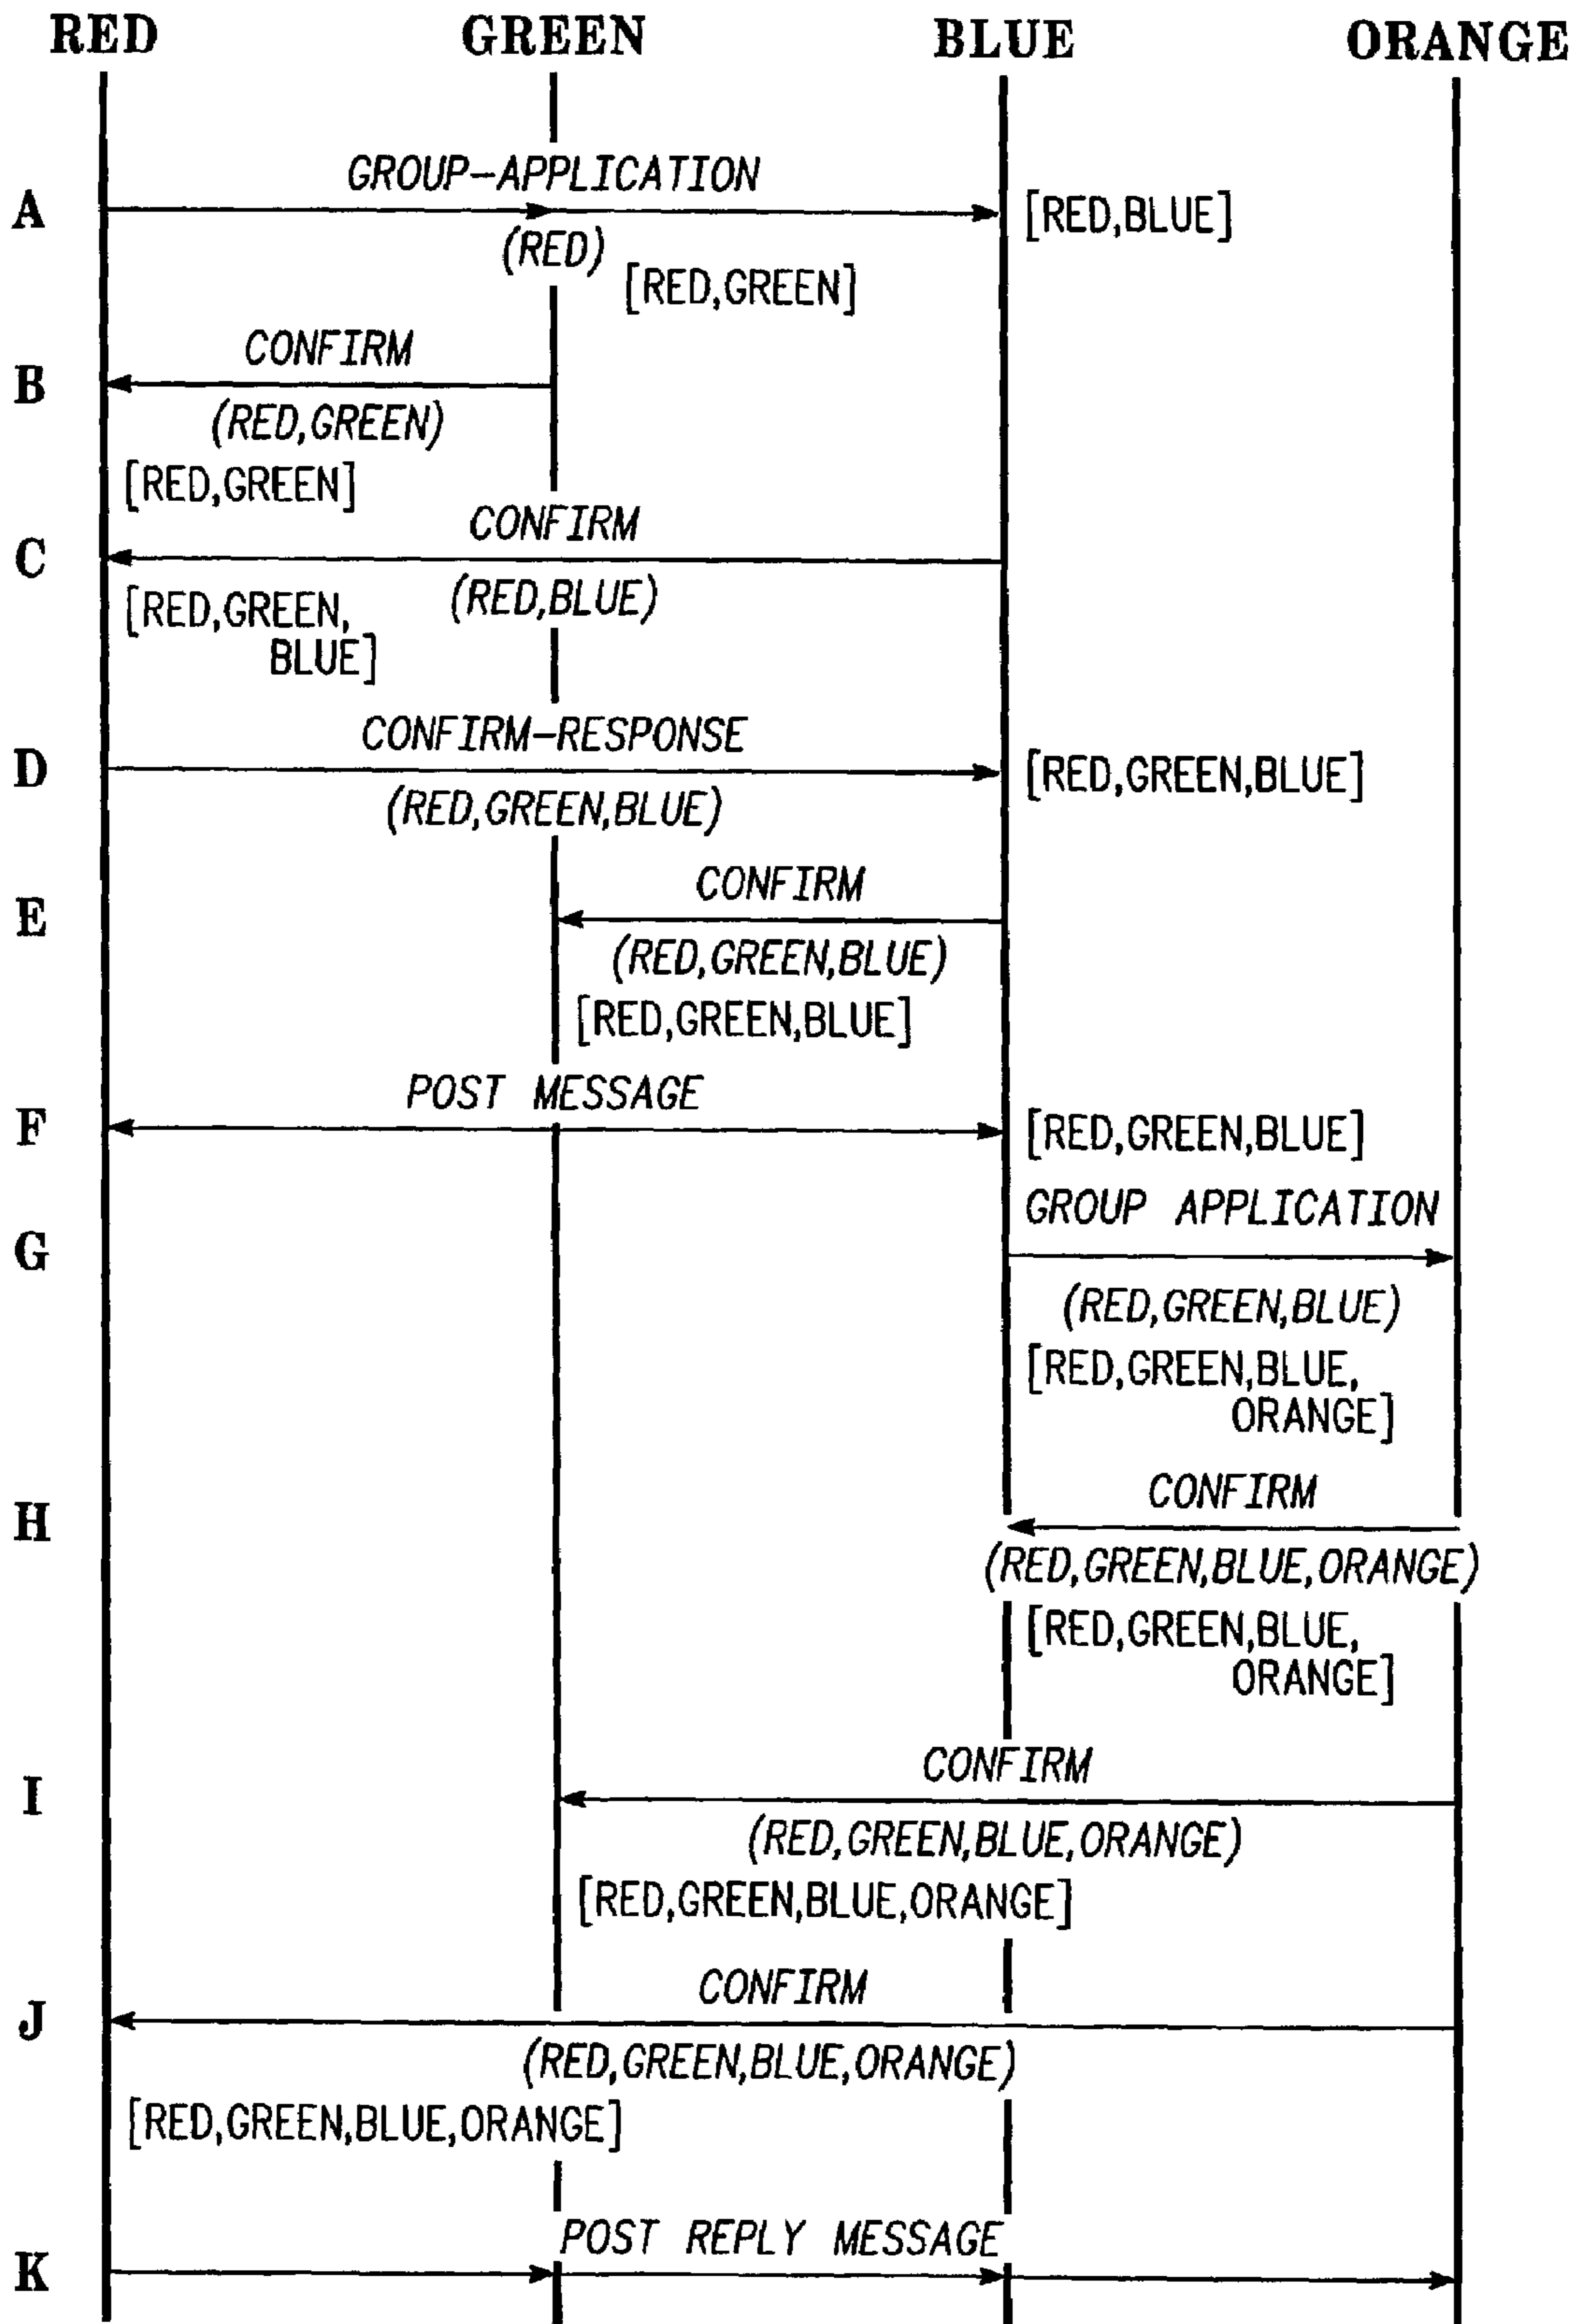 RED GREEN BLUE ORANGE
GROUP-APPLICATION
A
[RED,BLUE]
(RED)
[RED,GREEN]
CONFIRM
B
(RED,GREEN)
[RED,GREEN]
CONFIRM
C
(RED,BLUE)
[RED,GREEN,
BLUE]
CONFIRM-RESPONSE
D
[RED,GREEN,BLUE]
(RED,GREEN,BLUE)
CONFIRM
E
(RED,GREEN,BLUE)
[RED,GREEN,BLUE]
POST MESSAGE
F
[RED,GREEN,BLUE]
GROUP APPLICATION
G
(RED,GREEN,BLUE)
[RED,GREEN,BLUE,
ORANGE]
CONFIRM
H
(RED,GREEN,BLUE,ORANGE)
[RED,GREEN,BLUE,
ORANGE]
CONFIRM
I
(RED,GREEN,BLUE,ORANGE)
[RED,GREEN,BLUE,ORANGE]
CONFIRM
J
(RED,GREEN,BLUE,ORANGE)
[RED,GREEN,BLUE,ORANGE]
POST REPLY MESSAGE
K